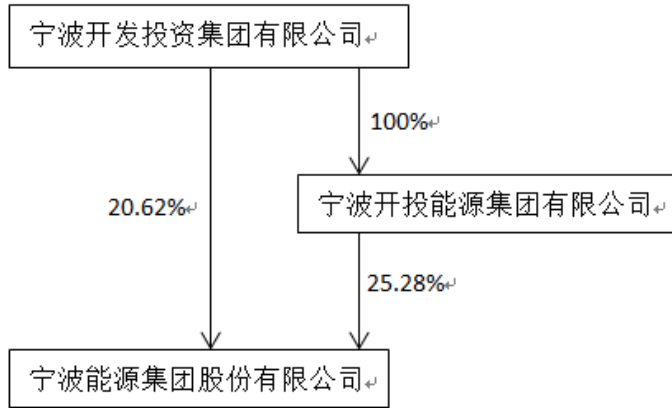 宁波开发投资集团有限公司
100%
20.62%
宁波开投能源集团有限公司
25.28%
宁波能源集团股份有限公司